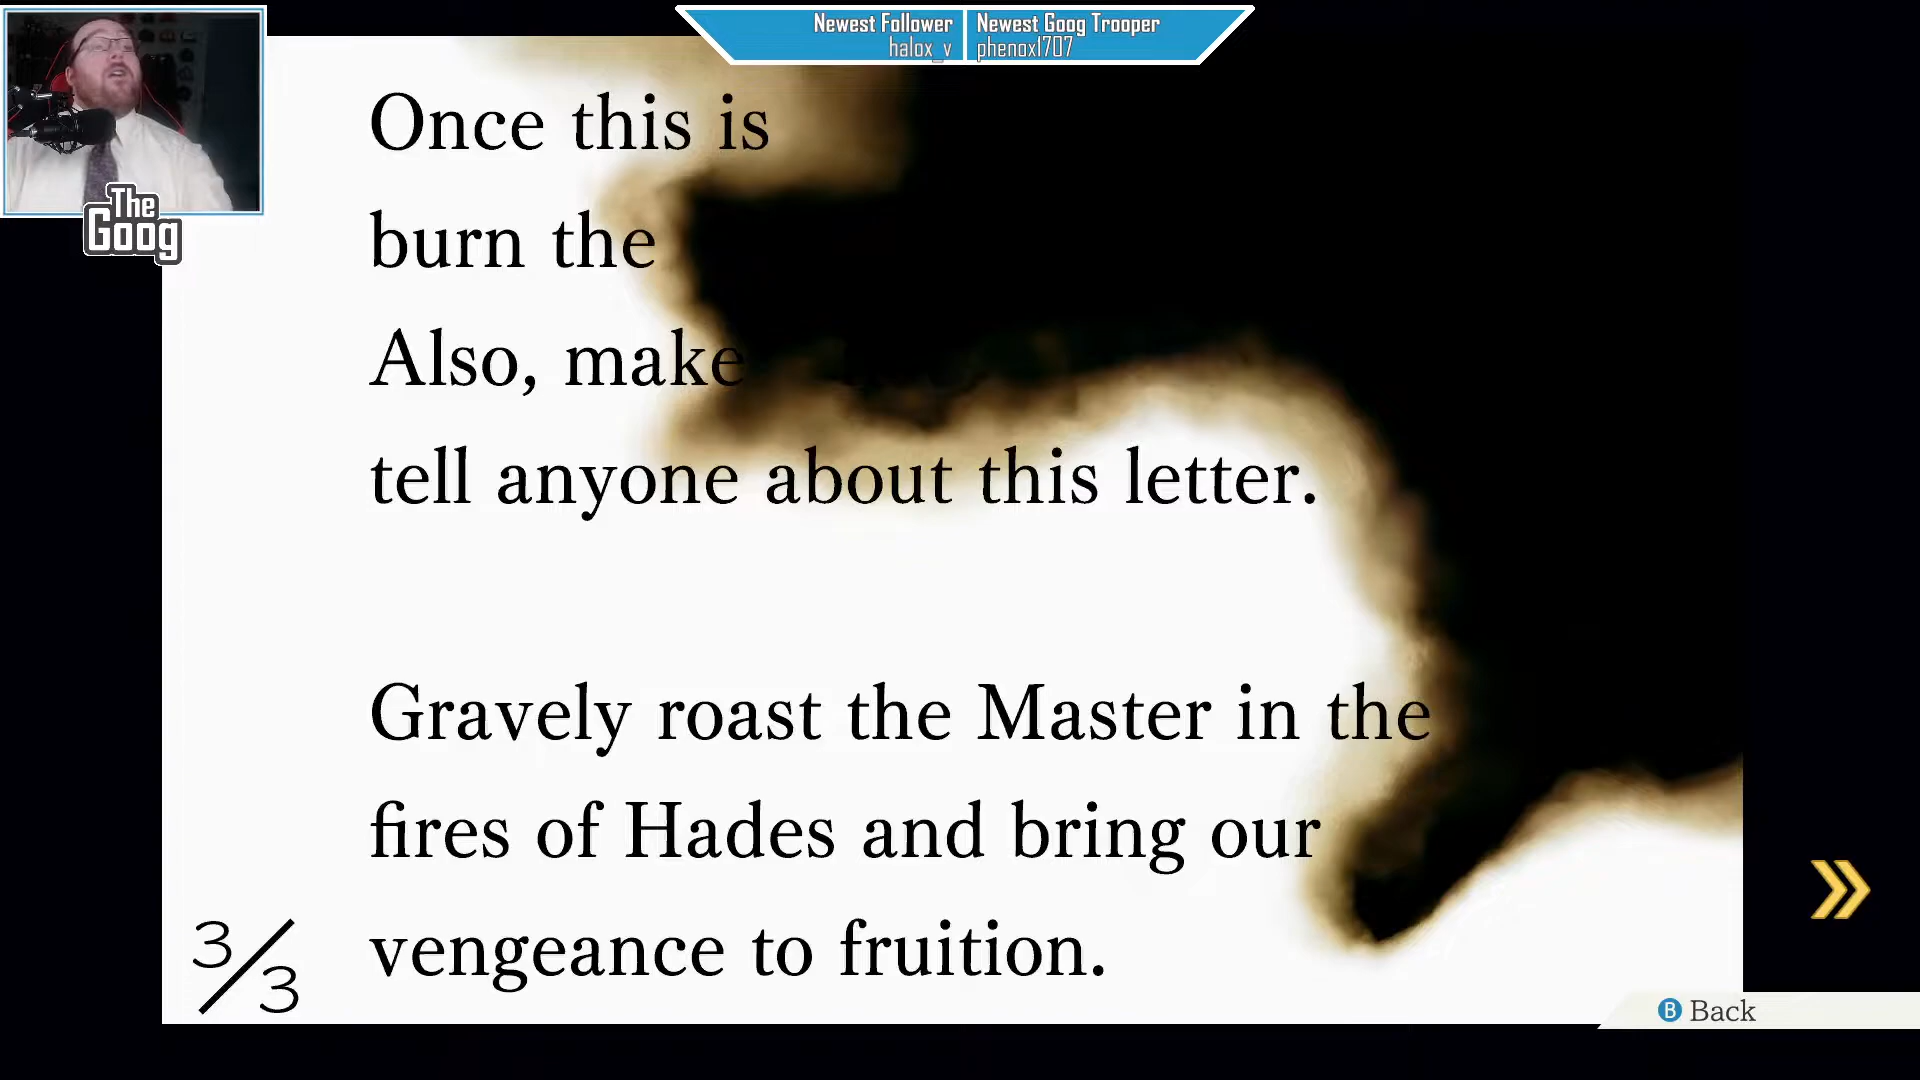 Newest Follower
halox_v
Newest Goog Trooper
phenox1707
The
Goog
Once this is
burn the
Also, make
tell anyone about this letter.
Gravely roast the Master in the
fires of Hades and bring our
vengeance to fruition.
3/3
B Back